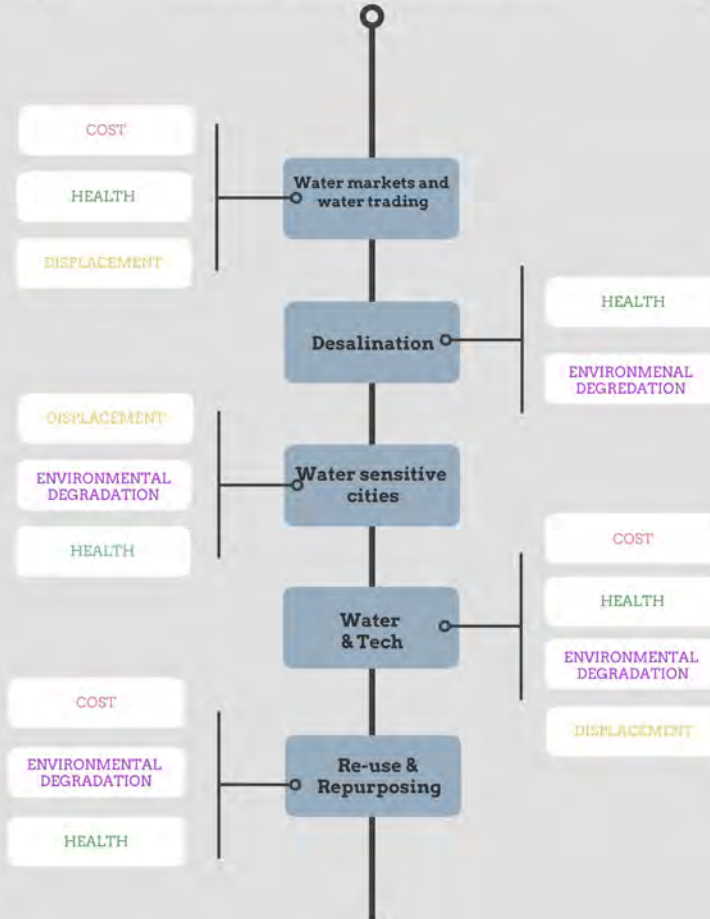 COST
HEALTH
DISPLACEMENT
Water markets and
water trading
Desalination
HEALTH
ENVIRONMENAL
DEGREDATION
DISPLACEMENT
ENVIRONMENTAL
DEGRADATION
HEALTH
Water sensitive
cities
COST
HEALTH
ENVIRONMENTAL
DEGRADATION
DISPLACEMENT
Water
& Tech
COST
ENVIRONMENTAL
DEGRADATION
HEALTH
Re-use &
Repurposing